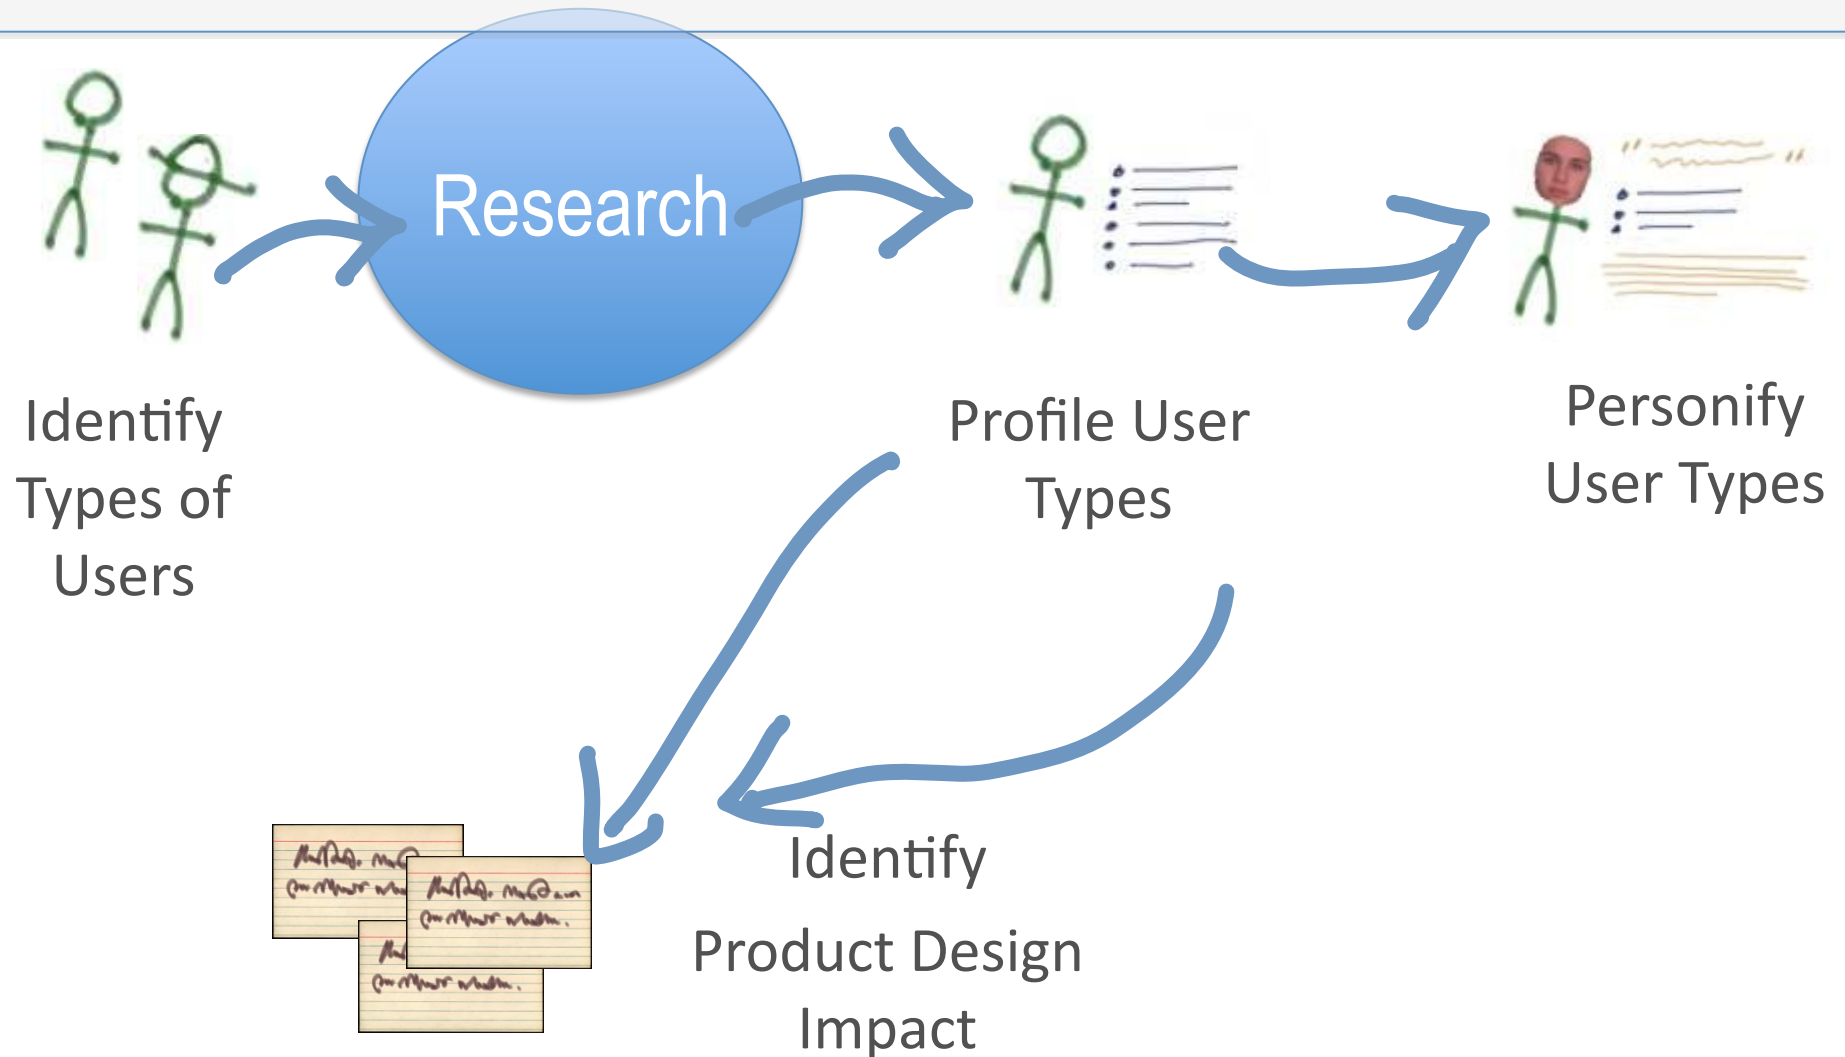 Research
Identify
Types of
Users
Profile User
Types
Personify
User Types
Identify
Product Design
Impact